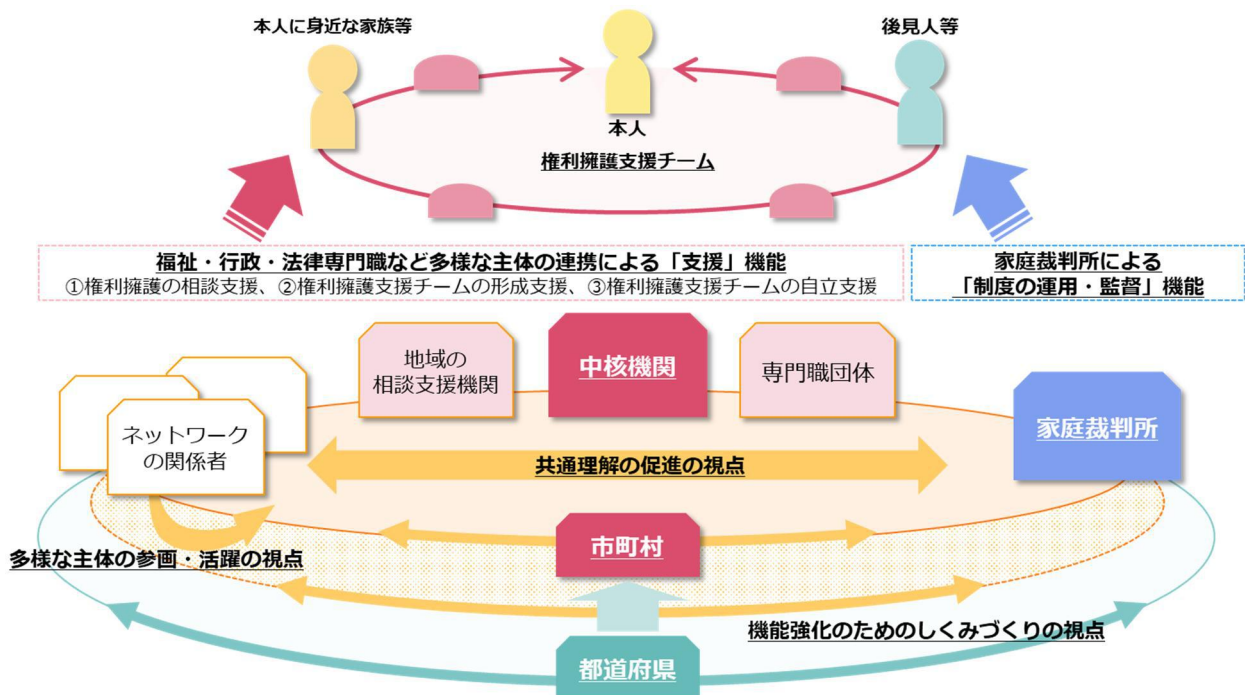 本人に身近な家族等
後見人等
本人
権利擁護支援チーム
福祉・行政・法律専門職など多様な主体の連携による「支援」機能
①権利擁護の相談支援、②権利擁護支援チームの形成支援、③権利擁護支援チームの自立支援
家庭裁判所による
「制度の運用・監督」機能
地域の
相談支援機関
中核機関
専門職団体
ネットワーク
の関係者
家庭裁判所
共通理解の促進の視点
市町村
多様な主体の参画・活躍の視点
機能強化のためのしくみづくりの視点
都道府県